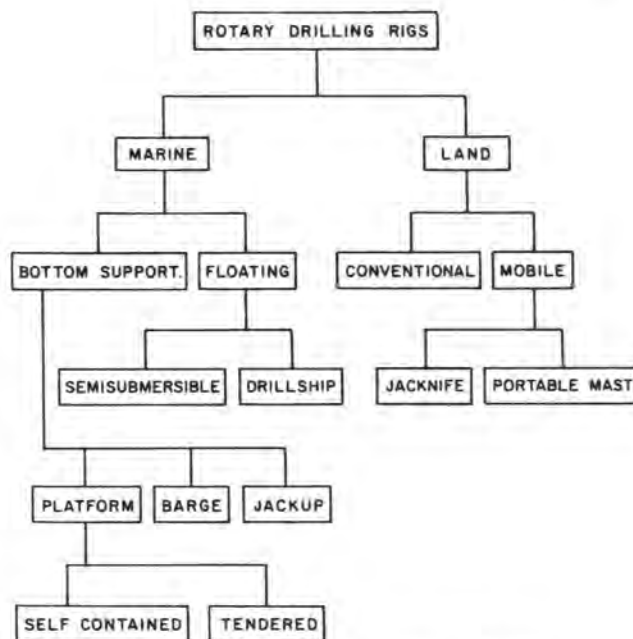 ROTARY DRILLING RIGS
MARINE
LAND
BOTTOM SUPPORT.
FLOATING
CONVENTIONAL
MOBILE
SEMISUBMERSIBLE
DRILLSHIP
JACKNIFE
PORTABLE MAST
PLATFORM
BARGE
JACKUP
SELF CONTAINED
TENDERED